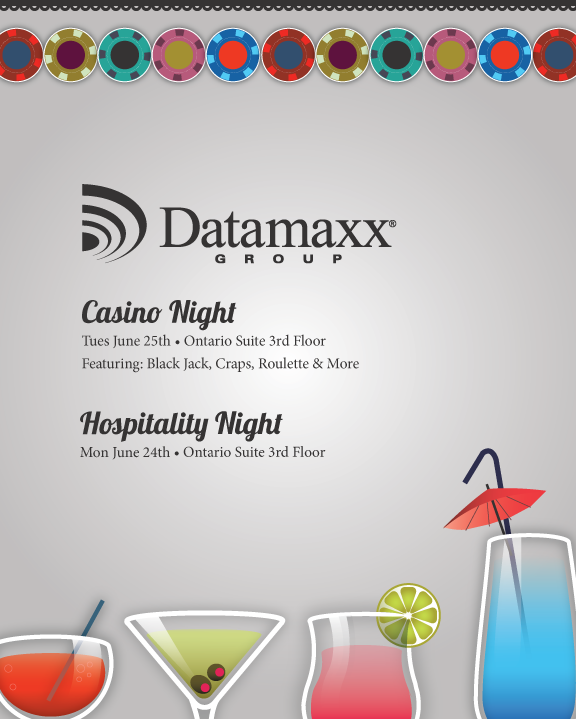 Datamaxx®
GROUP
Casino Night
Tues June 25th • Ontario Suite 3rd Floor
Featuring: Black Jack, Craps, Roulette & More
Hospitality Night
Mon June 24th • Ontario Suite 3rd Floor